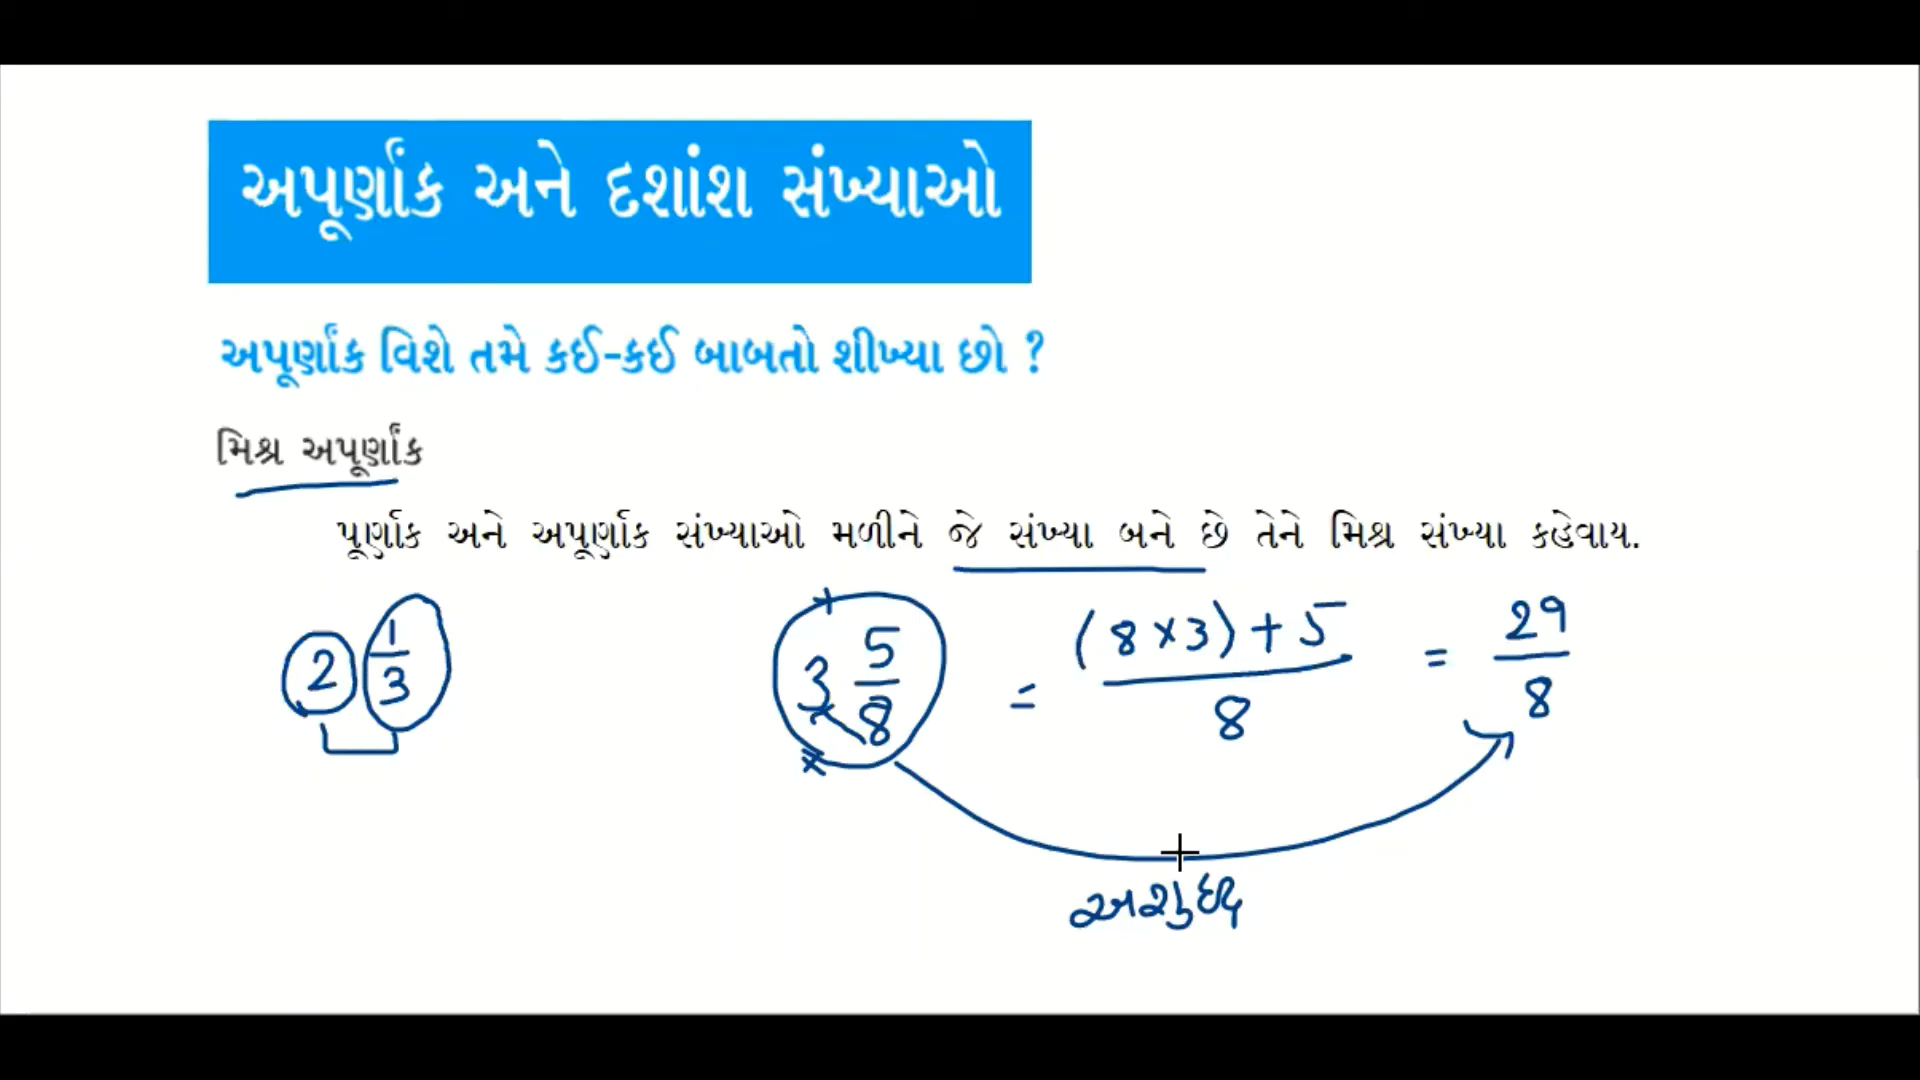 અપૂર્ણાંક અને દશાંશ સંખ્યાઓ
અપૂર્ણાંક વિશે તમે કઈ-કઈ બાબતો શીખ્યા છો ?
મિશ્ર અપૂર્ણાંક
પૂર્ણાંક અને અપૂર્ણાંક સંખ્યાઓ મળીને જે સંખ્યા બને છે તેને મિશ્ર સંખ્યા કહેવાય.
2 1/3
3 5/8 = (8×3)+5/8 = 29/8
અશુદ્ધ